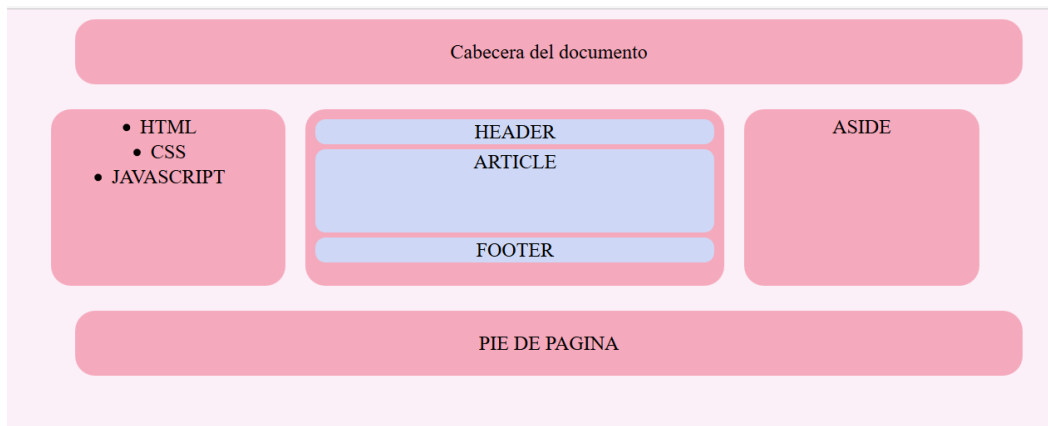 Cabecera del documento
HTML
CSS
JAVASCRIPT
HEADER
ARTICLE
FOOTER
ASIDE
PIE DE PAGINA